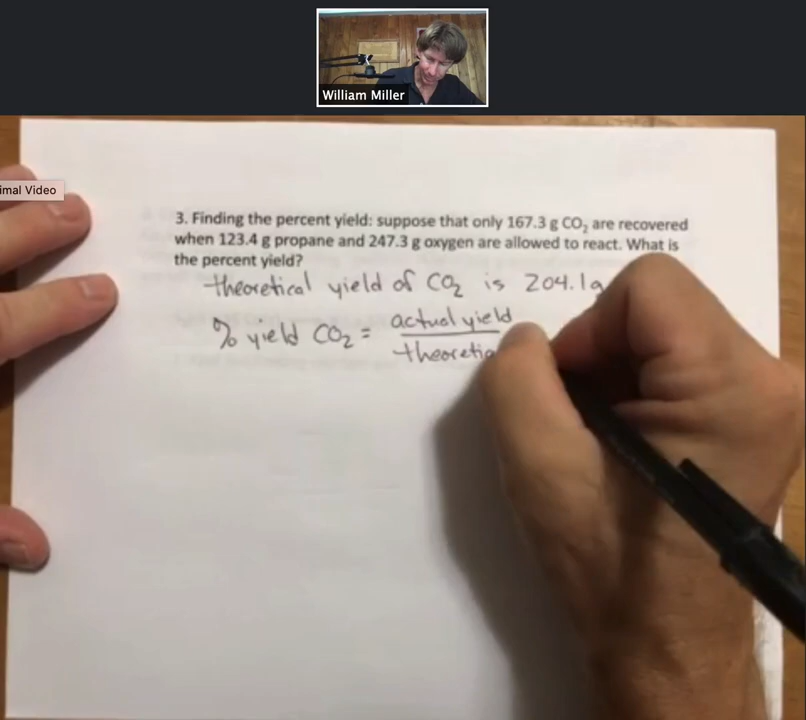 William Miller
imal Video
3. Finding the percent yield: suppose that only 167.3 g CO₂ are recovered
when 123.4 g propane and 247.3 g oxygen are allowed to react. What is
the percent yield?
theoretical yield of CO₂ is 204.1g
% yield CO₂ = actual yield
theoretic